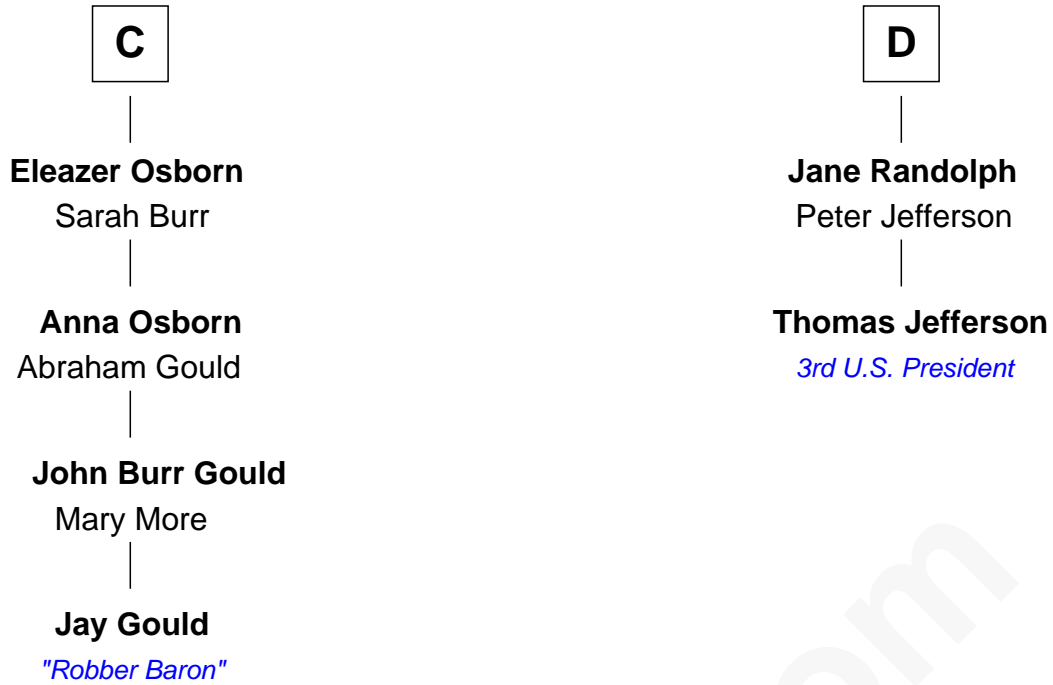 C
Eleazer Osborn
Sarah Burr
Anna Osborn
Abraham Gould
John Burr Gould
Mary More
Jay Gould
"Robber Baron"
D
Jane Randolph
Peter Jefferson
Thomas Jefferson
3rd U.S. President
om